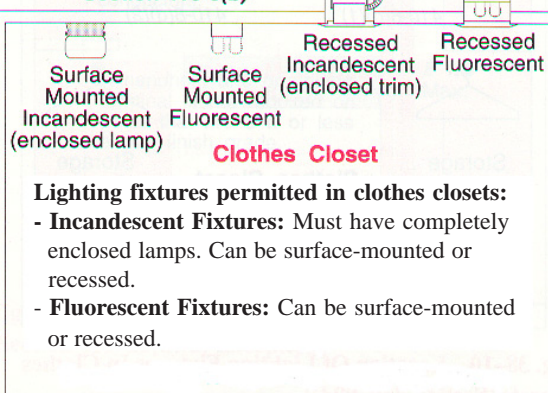 Surface
Mounted
Incandescent
(enclosed lamp)
Surface
Mounted
Fluorescent
Recessed
Incandescent
(enclosed trim)
Recessed
Fluorescent
Clothes Closet
Lighting fixtures permitted in clothes closets:
- Incandescent Fixtures: Must have completely
enclosed lamps. Can be surface-mounted or
recessed.
- Fluorescent Fixtures: Can be surface-mounted
or recessed.